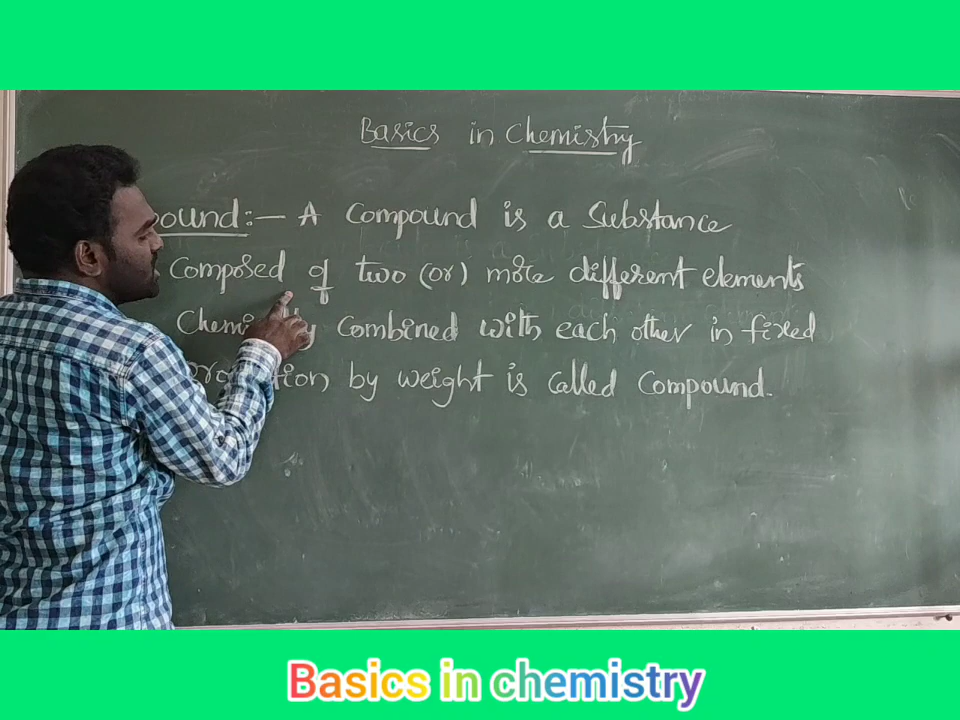 Basics in Chemistry
pound:- A Compound is a Substance
Composed of two (or) more different elements
combined with each other in fixed
by weight is called Compound.
Basics in chemistry